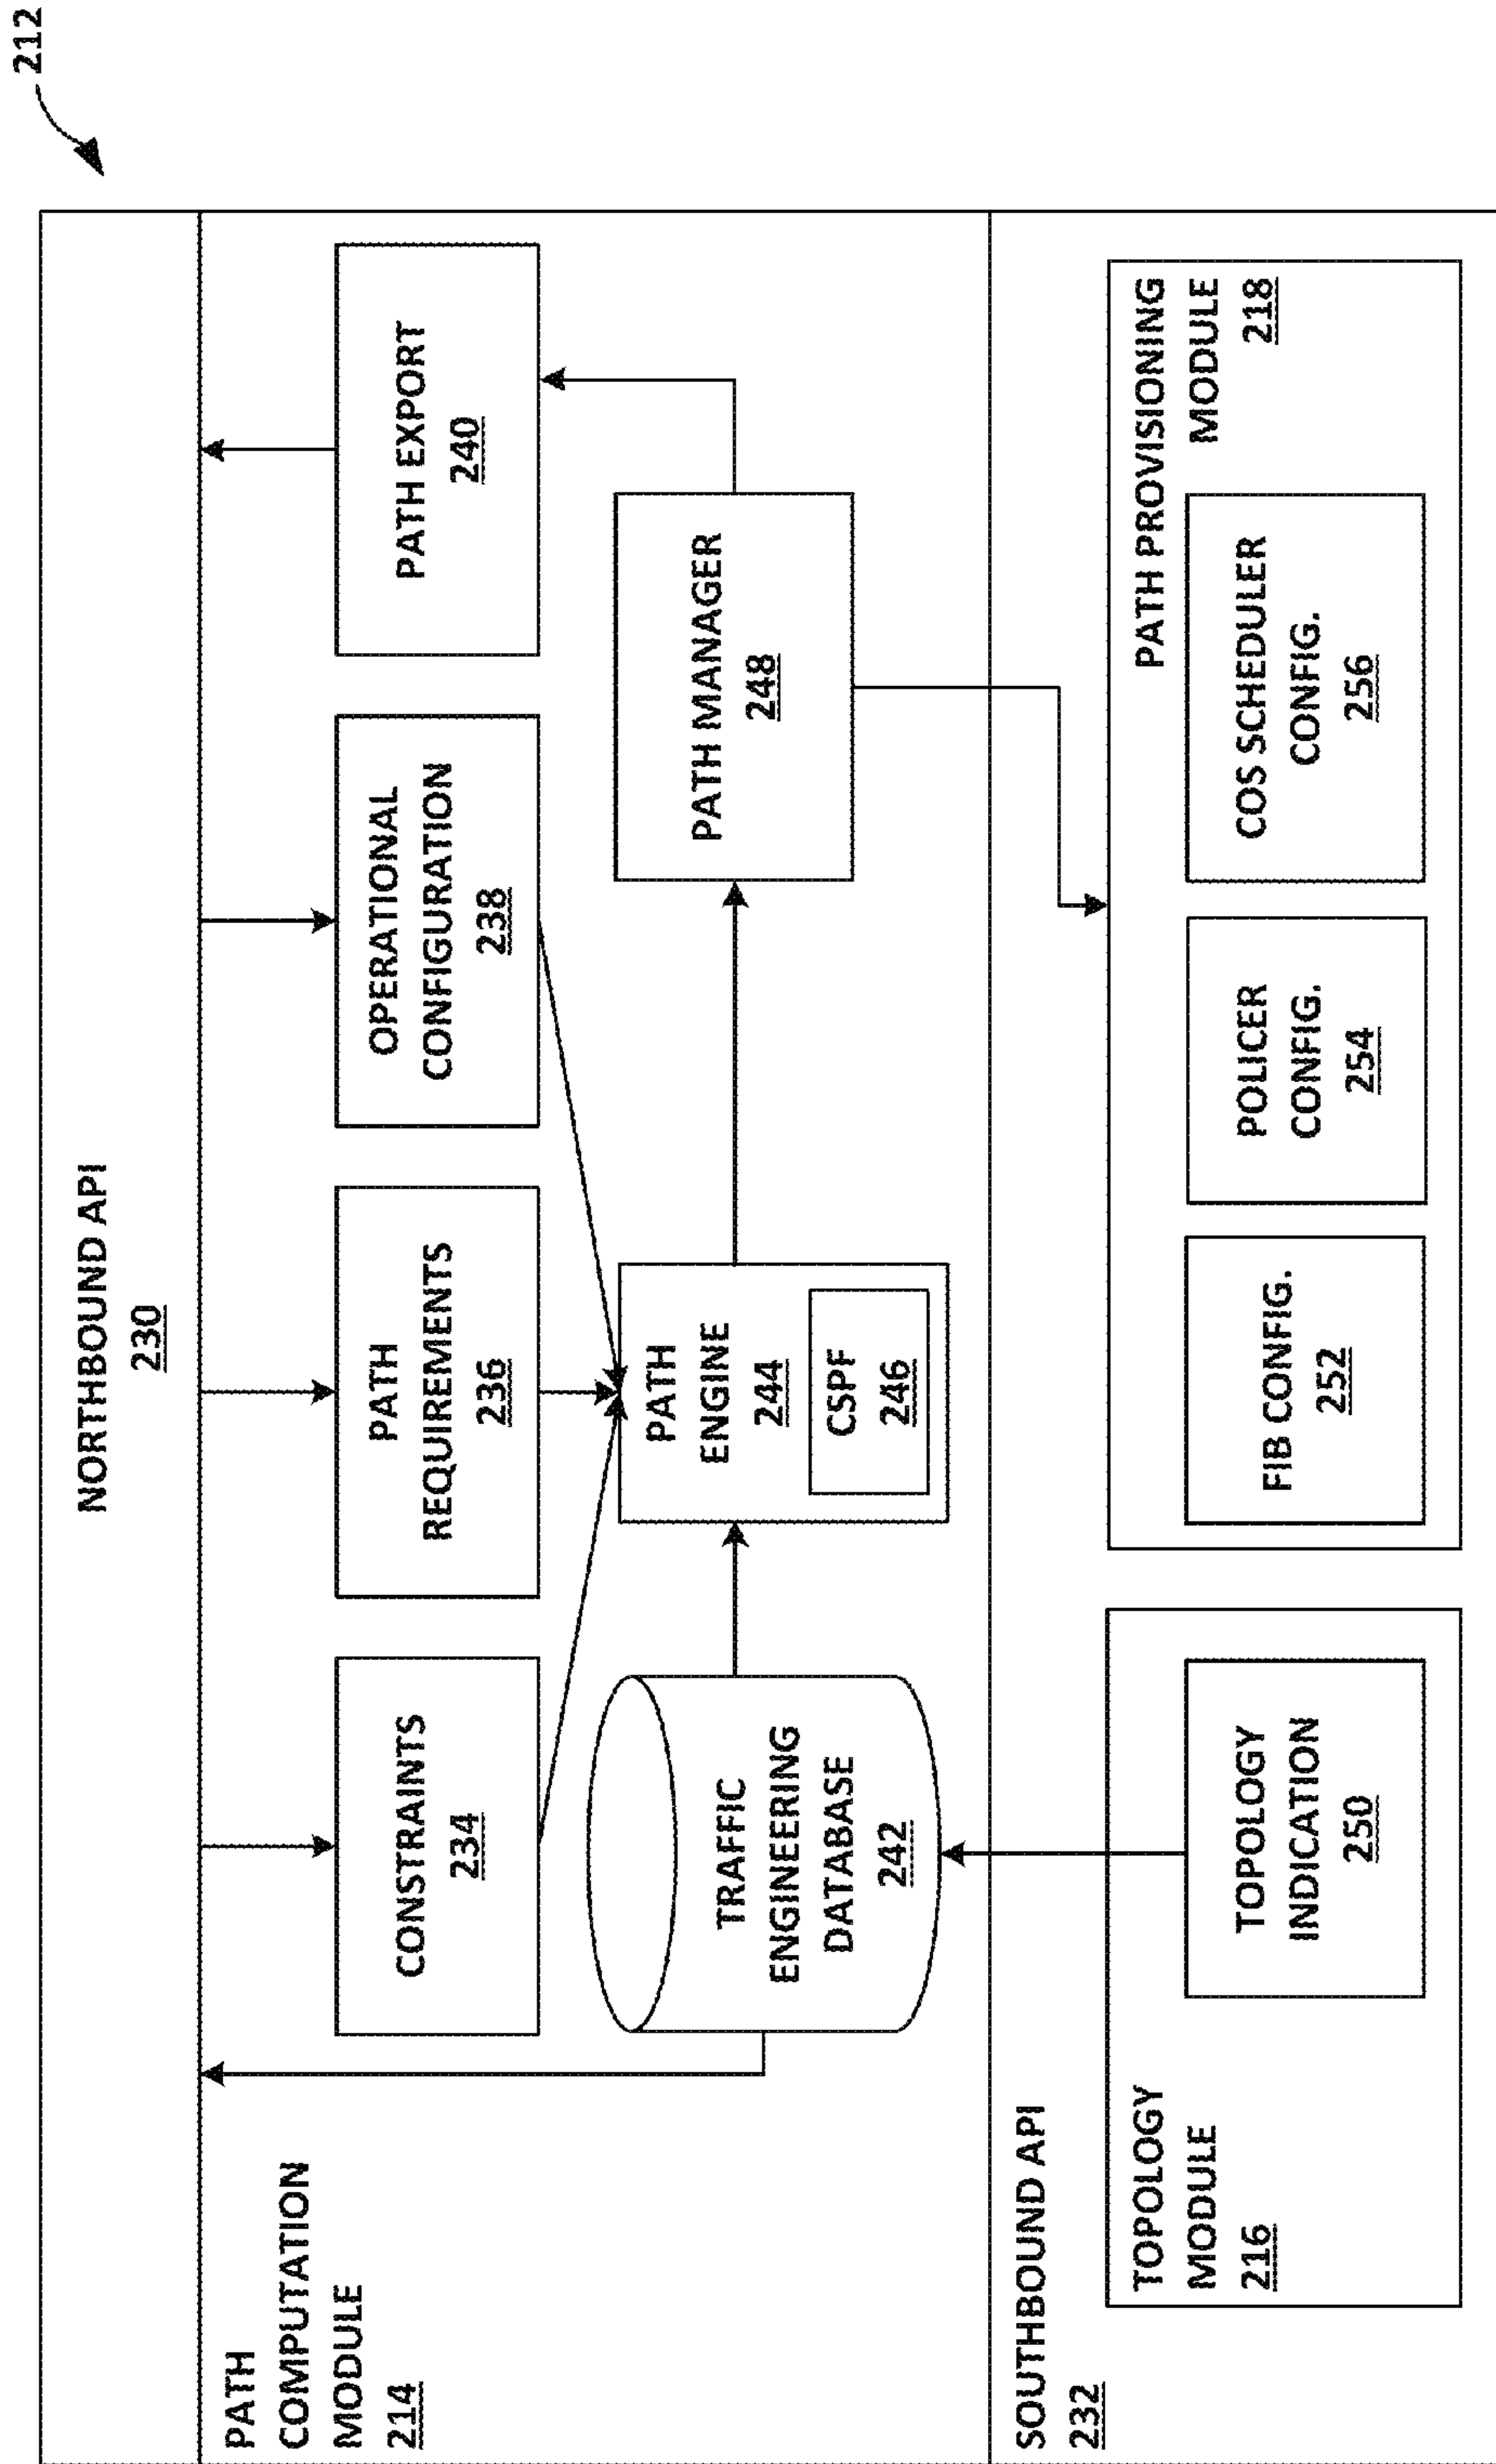 212
NORTHBOUND API
230
PATH
COMPUTATION
MODULE
214
CONSTRAINTS
234
PATH
REQUIREMENTS
236
OPERATIONAL
CONFIGURATION
238
PATH EXPORT
240
TRAFFIC
ENGINEERING
DATABASE
242
PATH
ENGINE
244
CSPF
246
PATH MANAGER
248
SOUTHBOUND API
232
TOPOLOGY
MODULE
216
TOPOLOGY
INDICATION
250
PATH PROVISIONING
MODULE
218
FIB CONFIG.
252
POLICER
CONFIG.
254
COS SCHEDULER
CONFIG.
256